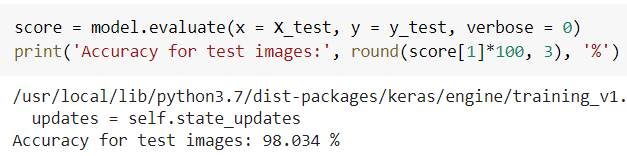 score = model.evaluate(x = X_test, y = y_test, verbose = 0)
print('Accuracy for test images:', round(score[1]*100, 3), '%')
/usr/local/lib/python3.7/dist-packages/keras/engine/training_v1.
  updates = self.state_updates
Accuracy for test images: 98.034 %